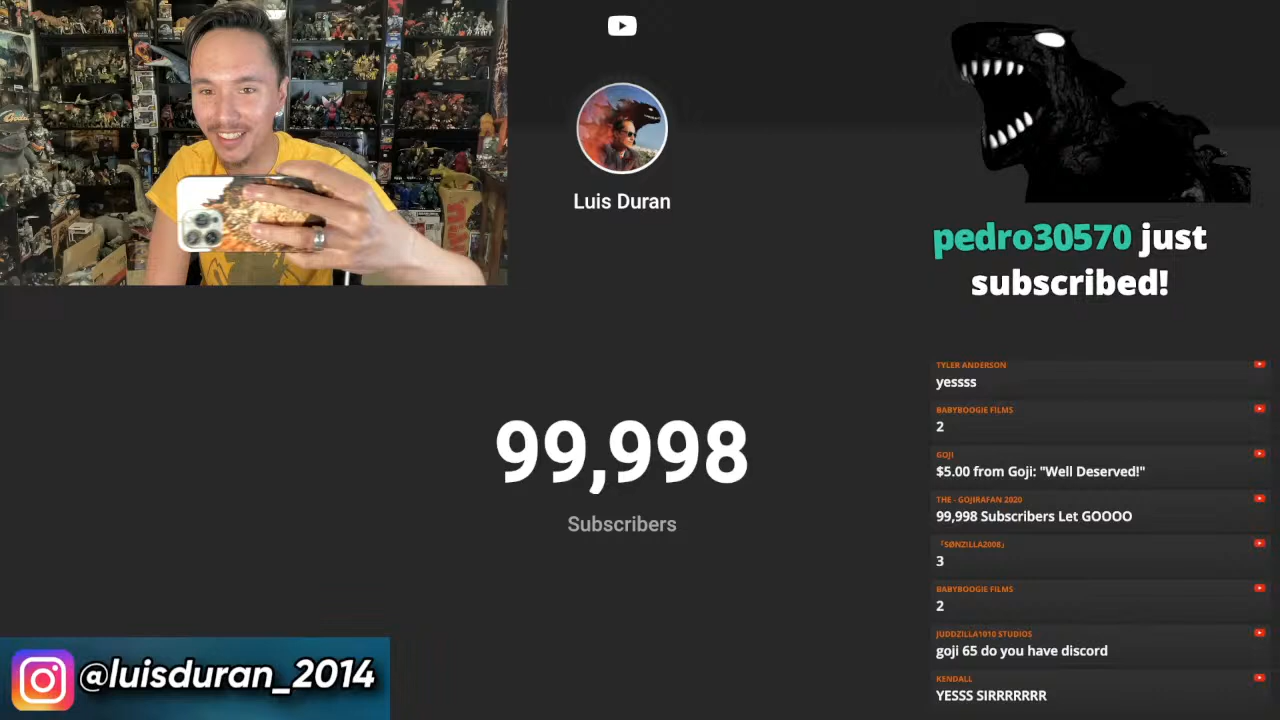 Luis Duran
pedro30570 just
subscribed!
99,998
Subscribers
TYLER ANDERSON
yessss
BABYBOOGIE FILMS
2
GOJI
$5.00 from Goji: "Well Deserved!"
THE - GOJIRAFAN 2020
99,998 Subscribers Let GOOOO
「SØNZILLA2008」
3
BABYBOOGIE FILMS
2
JUDDZILLA1010 STUDIOS
goji 65 do you have discord
KENDALL
YESSS SIRRRRRRR
@luisduran_2014